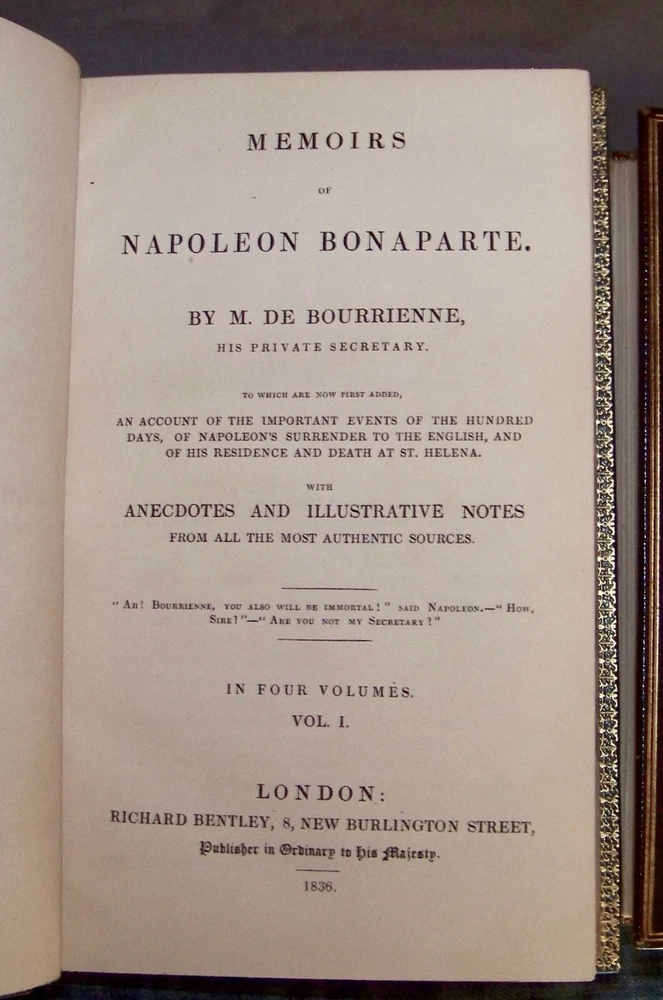 MEMOIRS
OF
NAPOLEON BONAPARTE.
BY M. DE BOURRIENNE,
HIS PRIVATE SECRETARY.
TO WHICH ARE NOW FIRST ADDED,
AN ACCOUNT OF THE IMPORTANT EVENTS OF THE HUNDRED
DAYS, OF NAPOLEON'S SURRENDER TO THE ENGLISH, AND
OF HIS RESIDENCE AND DEATH AT ST. HELENA.
WITH
ANECDOTES AND ILLUSTRATIVE NOTES
FROM ALL THE MOST AUTHENTIC SOURCES.
"Ah! Bourrienne, you also will be immortal!" said Napoleon.—"How,
Sire?"—"Are you not my Secretary?"
IN FOUR VOLUMES.
VOL. I.
LONDON:
RICHARD BENTLEY, 8, NEW BURLINGTON STREET,
Publisher in Ordinary to his Majesty.
1836.